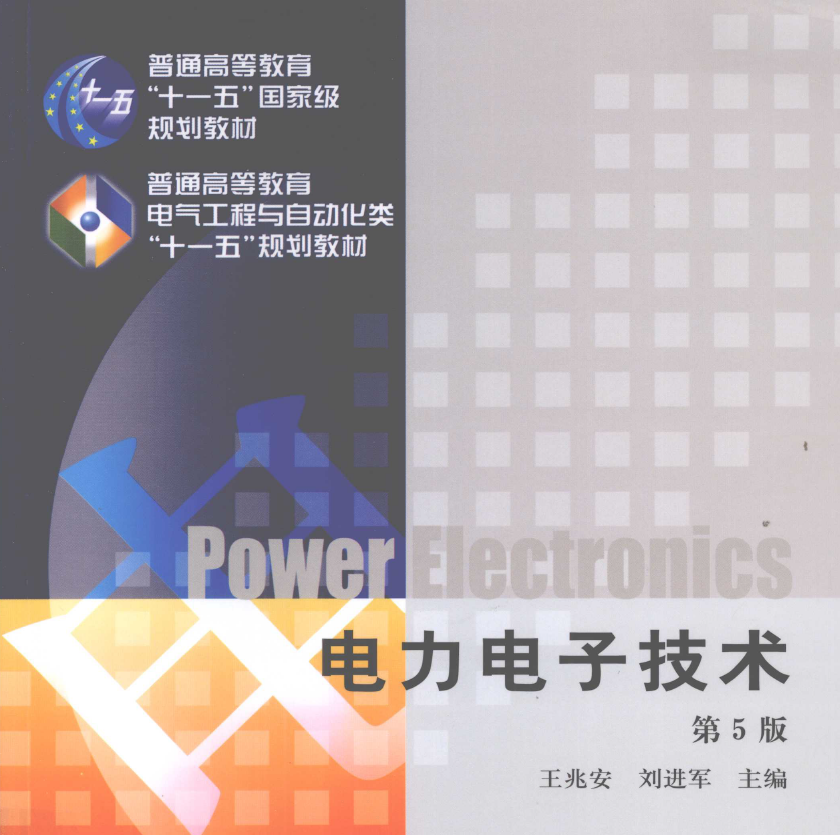 十一五
普通高等教育
“十一五”国家级
规划教材
普通高等教育
电气工程与自动化类
“十一五”规划教材
Power Electronics
电力电子技术
第5版
王兆安 刘进军 主编